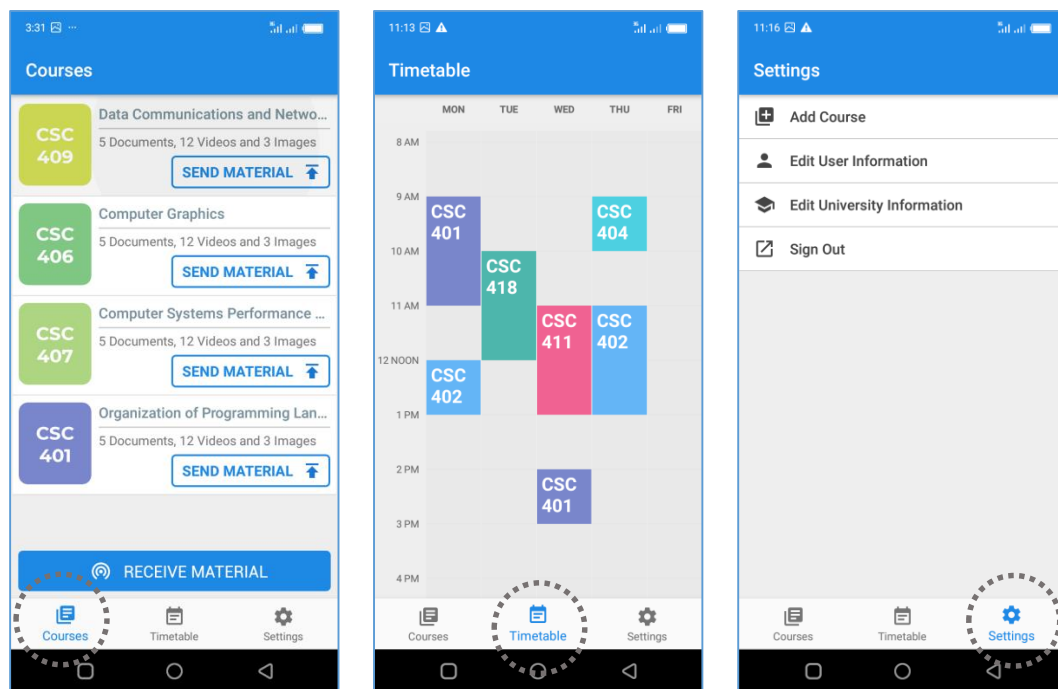 3:31
Courses
CSC
409
Data Communications and Netwo...
5 Documents, 12 Videos and 3 Images
SEND MATERIAL
CSC
406
Computer Graphics
5 Documents, 12 Videos and 3 Images
SEND MATERIAL
CSC
407
Computer Systems Performance ...
5 Documents, 12 Videos and 3 Images
SEND MATERIAL
CSC
401
Organization of Programming Lan...
5 Documents, 12 Videos and 3 Images
SEND MATERIAL
RECEIVE MATERIAL
Courses Timetable Settings
11:13
Timetable
MON TUE WED THU FRI
8 AM
9 AM
CSC
401
CSC
404
10 AM
CSC
418
11 AM
CSC
411
CSC
402
12 NOON
CSC
402
1 PM
2 PM
CSC
401
3 PM
4 PM
Courses Timetable Settings
11:16
Settings
Add Course
Edit User Information
Edit University Information
Sign Out
Courses Timetable Settings